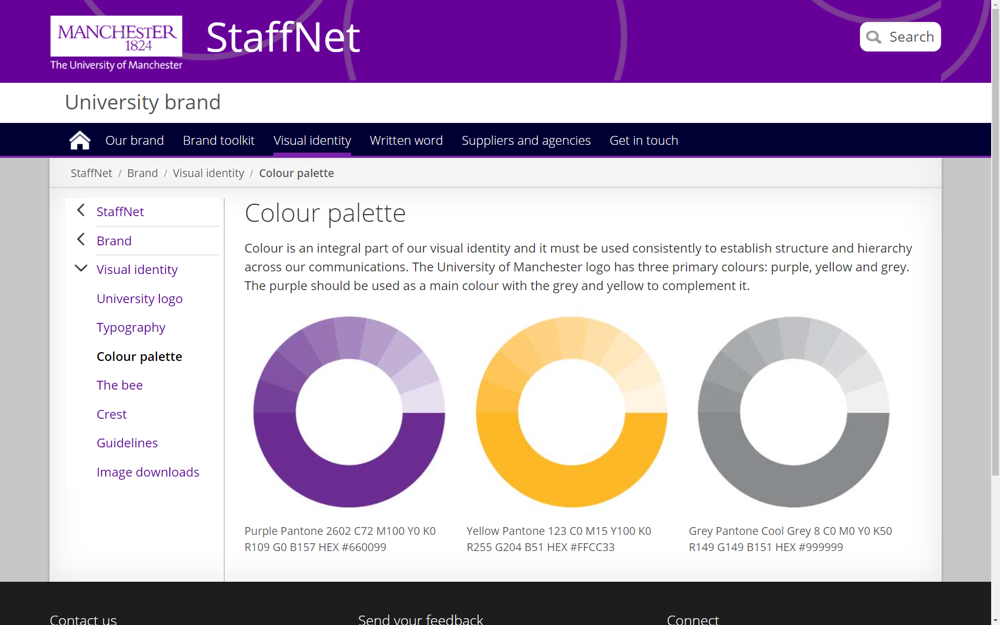 MANCHESTER
1824
The University of Manchester
StaffNet
Search
University brand
Our brand
Brand toolkit
Visual identity
Written word
Suppliers and agencies
Get in touch
StaffNet / Brand / Visual identity / Colour palette
StaffNet
Brand
Visual identity
University logo
Typography
Colour palette
The bee
Crest
Guidelines
Image downloads
Colour palette
Colour is an integral part of our visual identity and it must be used consistently to establish structure and hierarchy
across our communications. The University of Manchester logo has three primary colours: purple, yellow and grey.
The purple should be used as a main colour with the grey and yellow to complement it.
Purple Pantone 2602 C72 M100 Y0 K0
R109 G0 B157 HEX #660099
Yellow Pantone 123 C0 M15 Y100 K0
R255 G204 B51 HEX #FFCC33
Grey Pantone Cool Grey 8 C0 M0 Y0 K50
R149 G149 B151 HEX #999999
Contact us
Send your feedback
Connect